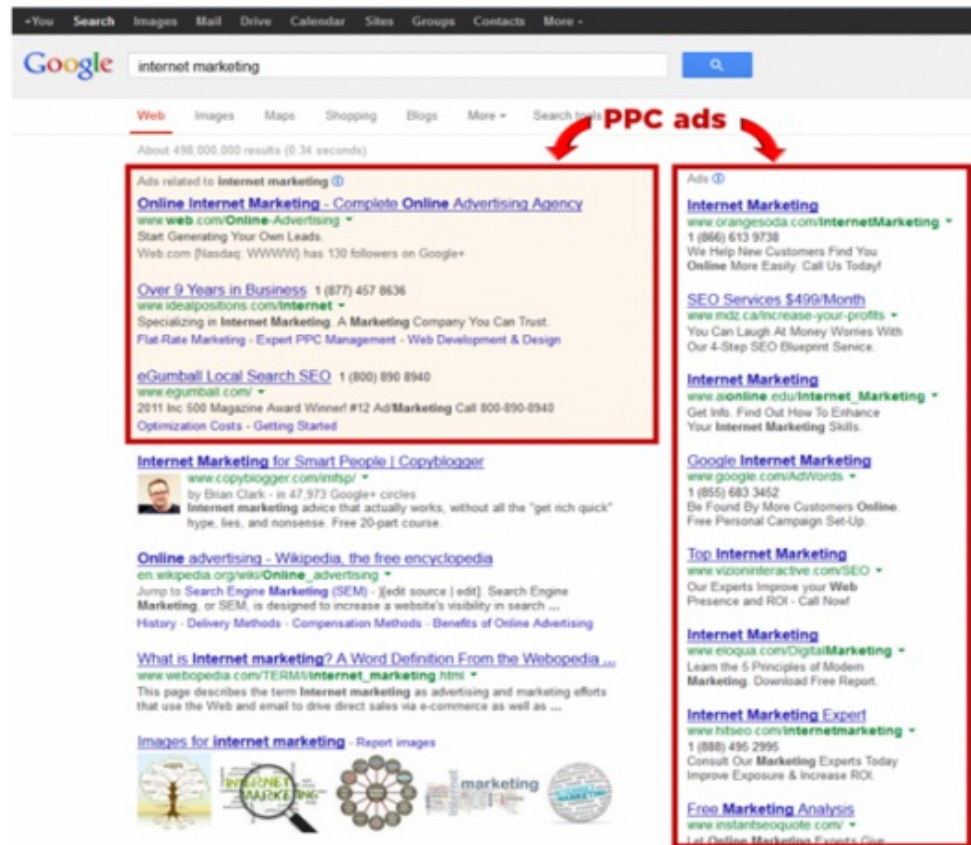 +You Search Images Mail Drive Calendar Sites Groups Contacts More -
Google internet marketing
Web Images Maps Shopping Blogs More Search tools
PPC ads
About 498,000,000 results (0.34 seconds)
Ads related to internet marketing
Online Internet Marketing - Complete Online Advertising Agency
www.web.com/Online-Advertising
Start Generating Your Own Leads.
Web.com [Nasdaq: WWWW] has 130 followers on Google+
Over 9 Years in Business 1 (877) 457 8636
www.idealpositions.com/Internet
Specializing in Internet Marketing. A Marketing Company You Can Trust.
Flat-Rate Marketing - Expert PPC Management - Web Development & Design
eGumball Local Search SEO 1 (800) 890 8940
www.egumball.com/
2011 Inc 500 Magazine Award Winner! #12 Ad/Marketing Call 800-890-8940
Optimization Costs - Getting Started
Internet Marketing for Smart People | Copyblogger
www.copyblogger.com/imfsp/
by Brian Clark - in 47,973 Google+ circles
Internet marketing advice that actually works, without all the "get rich quick"
hype, lies, and nonsense. Free 20-part course.
Online advertising - Wikipedia, the free encyclopedia
en.wikipedia.org/wiki/Online_advertising
Jump to Search Engine Marketing (SEM) - [edit source | edit]. Search Engine
Marketing, or SEM, is designed to increase a website's visibility in search ...
History - Delivery Methods - Compensation Methods - Benefits of Online Advertising
What is Internet marketing? A Word Definition From the Webopedia ...
www.webopedia.com/TERM/I/internet_marketing.html
This page describes the term Internet marketing as advertising and marketing efforts
that use the Web and email to drive direct sales via e-commerce as well as ...
Images for internet marketing - Report images
INTERNET
MARKETING
internet marketing
MARKETING
Ads
Internet Marketing
www.orangesoda.com/InternetMarketing
1 (866) 613 9738
We Help New Customers Find You
Online More Easily. Call Us Today!
SEO Services $499/Month
www.mdz.ca/Increase-your-profits
You Can Laugh At Money Worries With
Our 4-Step SEO Blueprint Service.
Internet Marketing
www.aionline.edu/Internet_Marketing
Get Info. Find Out How To Enhance
Your Internet Marketing Skills.
Google Internet Marketing
www.google.com/AdWords
1 (855) 683 3452
Be Found By More Customers Online.
Free Personal Campaign Set-Up.
Top Internet Marketing
www.vizioninteractive.com/SEO
Our Experts Improve your Web
Presence and ROI - Call Now!
Internet Marketing
www.eloqua.com/DigitalMarketing
Learn the 5 Principles of Modern
Marketing. Download Free Report.
Internet Marketing Expert
www.hitseo.com/internetmarketing
1 (888) 495 2995
Consult Our Marketing Experts Today
Improve Exposure & Increase ROI.
Free Marketing Analysis
www.instantseoquote.com/
Let Online Marketing Experts Give